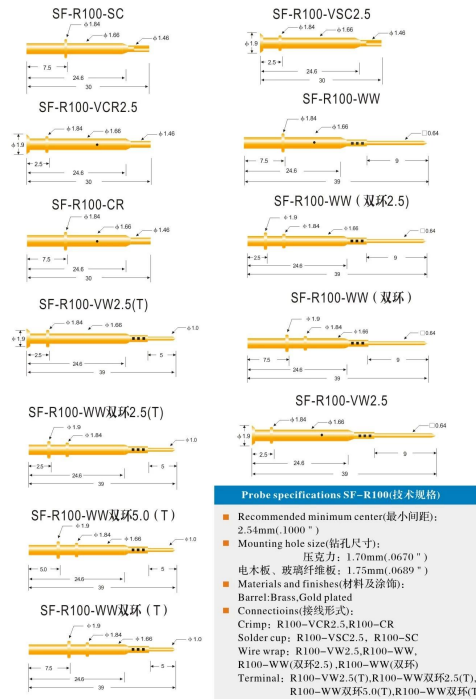 SF-R100-SC
ϕ1.84
ϕ1.66
ϕ1.46
7.5
24.6
30
SF-R100-VCR2.5
ϕ1.84
ϕ1.66
ϕ1.46
ϕ1.9
2.5
24.6
30
SF-R100-CR
ϕ1.84
ϕ1.66
ϕ1.46
7.5
24.6
30
SF-R100-VW2.5(T)
ϕ1.84
ϕ1.66
ϕ1.0
ϕ1.9
2.5
5
24.6
39
SF-R100-WW双环2.5(T)
ϕ1.9
ϕ1.84
ϕ1.0
2.5
5
24.6
39
SF-R100-WW双环5.0（T）
ϕ1.9
ϕ1.84
ϕ1.0
5.0
5
24.6
39
SF-R100-WW双环（T）
ϕ1.9
ϕ1.84
ϕ1.0
7.5
5
24.6
39
SF-R100-VSC2.5
ϕ1.84
ϕ1.66
ϕ1.46
ϕ1.9
2.5
24.6
30
SF-R100-WW
ϕ1.84
ϕ1.66
□0.64
7.5
9
24.6
39
SF-R100-WW（双环2.5）
ϕ1.9
ϕ1.84
ϕ1.66
□0.64
2.5
9
24.6
39
SF-R100-WW（双环）
ϕ1.9
ϕ1.84
ϕ1.66
□0.64
7.5
9
24.6
39
SF-R100-VW2.5
ϕ1.84
ϕ1.66
□0.64
ϕ1.9
2.5
9
24.6
39
Probe specifications SF-R100(技术规格)
Recommended minimum center(最小间距):
2.54mm(.1000＂)
Mounting hole size(钻孔尺寸):
压克力: 1.70mm(.0670＂)
电木板、玻璃纤维板: 1.75mm(.0689＂)
Materials and finishes(材料及涂饰):
Barrel:Brass,Gold plated
Connectioins(接线形式):
Crimp: R100-VCR2.5,R100-CR
Solder cup: R100-VSC2.5, R100-SC
Wire wrap: R100-VW2.5,R100-WW,
R100-WW(双环2.5) ,R100-WW(双环)
Terminal: R100-VW2.5(T),R100-WW双环2.5(T),
R100-WW双环5.0(T),R100-WW双环(T)